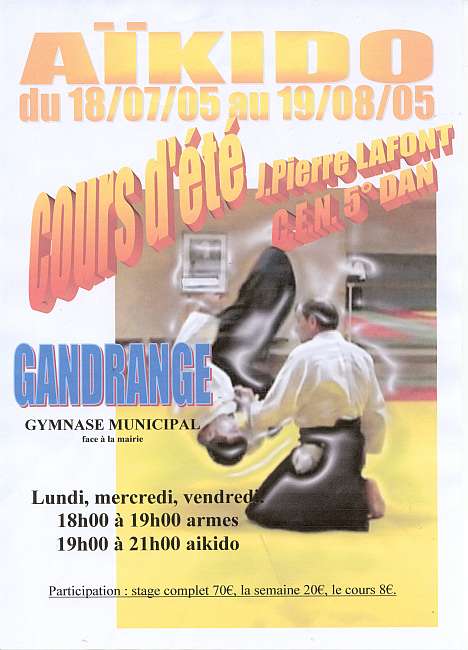 AÏKIDO
du 18/07/05 au 19/08/05
cours d'été
J.Pierre LAFONT
C.E.N. 5° DAN
GANDRANGE
GYMNASE MUNICIPAL
face à la mairie
Lundi, mercredi, vendredi.
18h00 à 19h00 armes
19h00 à 21h00 aikido
Participation : stage complet 70€, la semaine 20€, le cours 8€.